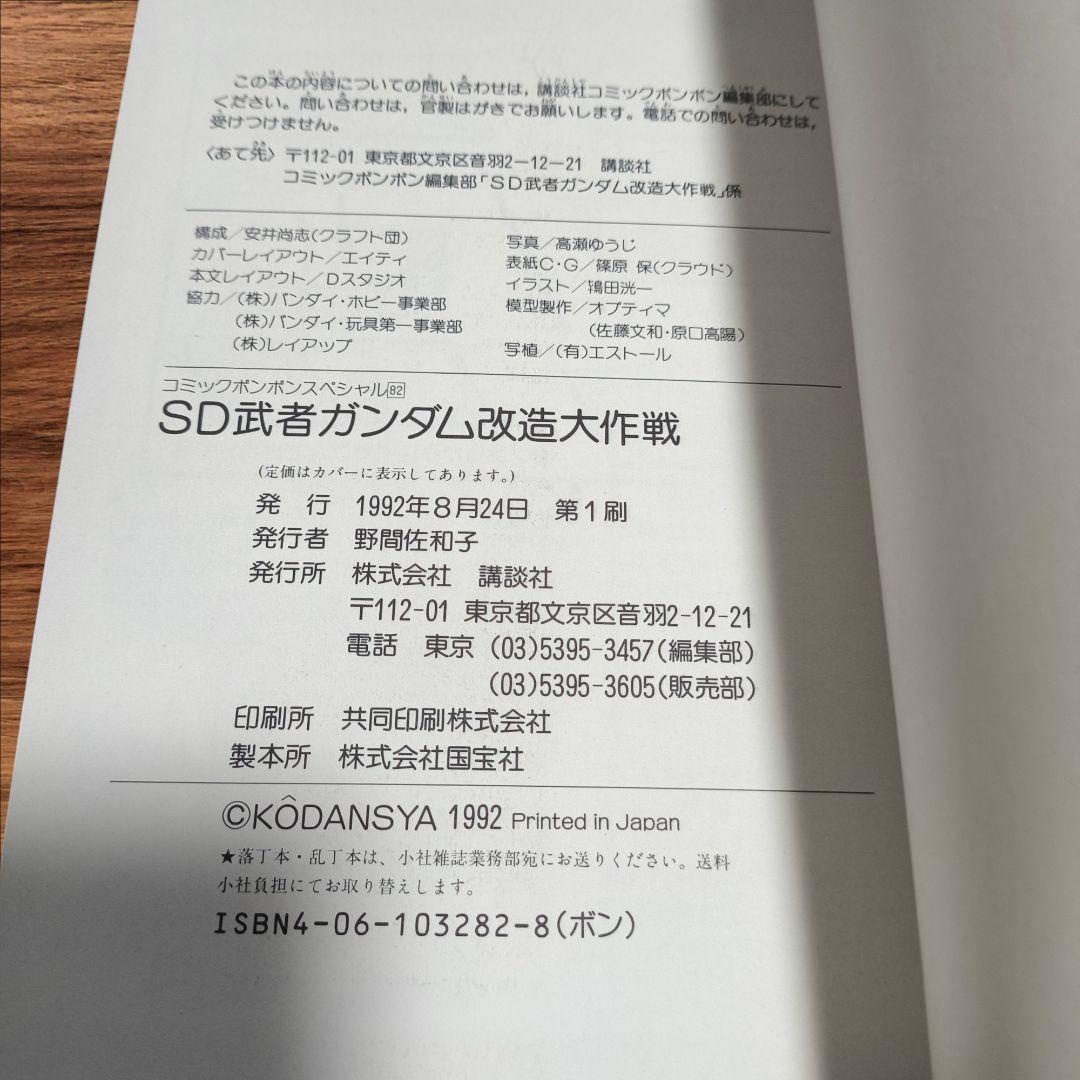 この本の内容についての問い合わせは，講談社コミックボンボン編集部にして
ください。問い合わせは，官製はがきでお願いします。電話での問い合わせは，
受けつけません。
〈あて先〉〒112-01 東京都文京区音羽2－12－21　講談社
コミックボンボン編集部「ＳＤ武者ガンダム改造大作戦」係
構成／安井尚志(クラフト団)
カバーレイアウト／エイティ
本文レイアウト／Dスタジオ
協力／(株)バンダイ・ホビー事業部
(株)バンダイ・玩具第一事業部
(株)レイアップ
写真／高瀬ゆうじ
表紙C・G／篠原 保(クラウド)
イラスト／鴇田洸一
模型製作／オプティマ
(佐藤文和・原口高陽)
写植／(有)エストール
コミックボンボンスペシャル82
SD武者ガンダム改造大作戦
(定価はカバーに表示してあります。)
発　行　1992年8月24日　第1刷
発行者　野間佐和子
発行所　株式会社　講談社
〒112-01 東京都文京区音羽2-12-21
電話　東京 (03)5395-3457(編集部)
(03)5395-3605(販売部)
印刷所　共同印刷株式会社
製本所　株式会社国宝社
©KÔDANSYA 1992 Printed in Japan
★落丁本・乱丁本は、小社雑誌業務部宛にお送りください。送料
小社負担にてお取り替えします。
ISBN4-06-103282-8(ボン)